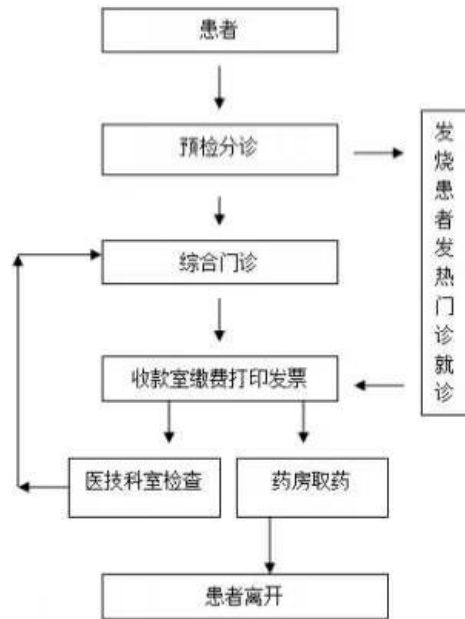 患者
预检分诊
发烧患者发热门诊就诊
综合门诊
收款室缴费打印发票
医技科室检查
药房取药
患者离开